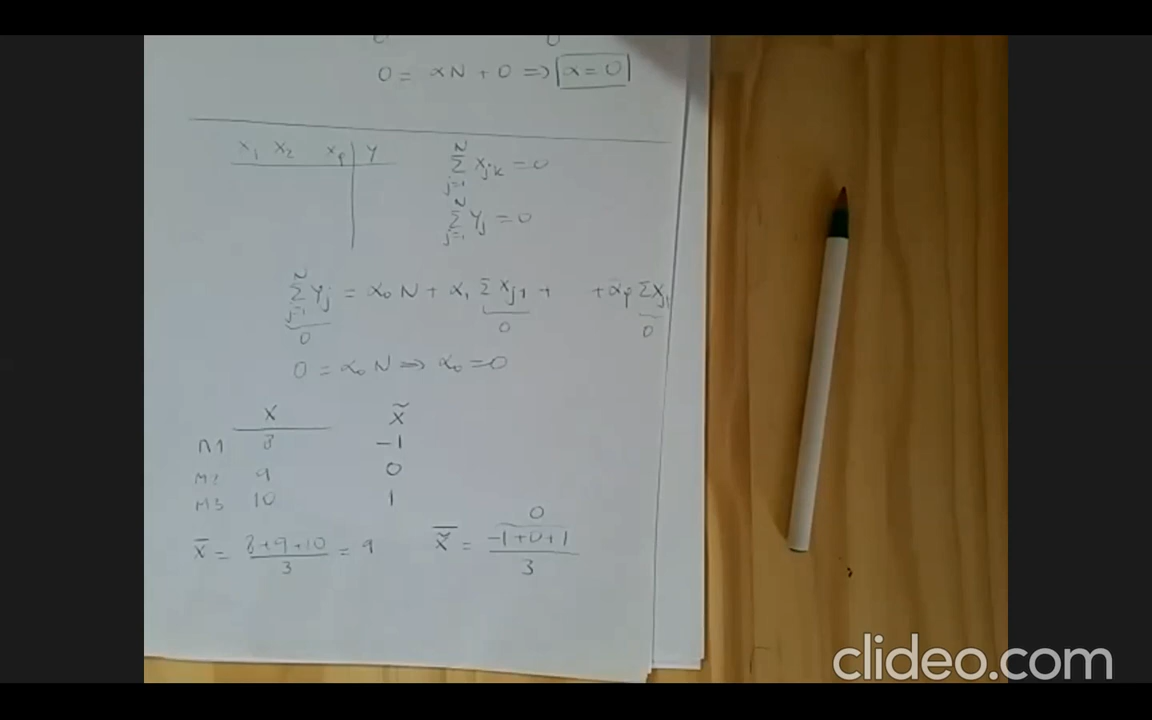 0 = αN + 0 ⇒ α = 0
x₁ x₂ xₚ | y
N
Σ xⱼₖ = 0
j=1
N
Σ yⱼ = 0
j=1
N
Σ yⱼ = α₀ N + α₁ Σ xⱼ₁ + + αₚ Σ xⱼ
j=1
0 0 0
0 = α₀ N ⇒ α₀ = 0
x x̃
M1 8 -1
M2 9 0
M3 10 1
0
x̄ = 8+9+10 / 3 = 9 x̃̄ = -1+0+1 / 3
clideo.com